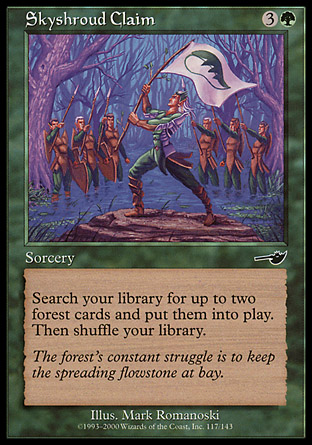 Skyshroud Claim 3
Sorcery
Search your library for up to two
forest cards and put them into play.
Then shuffle your library.
The forest's constant struggle is to keep
the spreading flowstone at bay.
Illus. Mark Romanoski
©1993–2000 Wizards of the Coast, Inc. 117/143